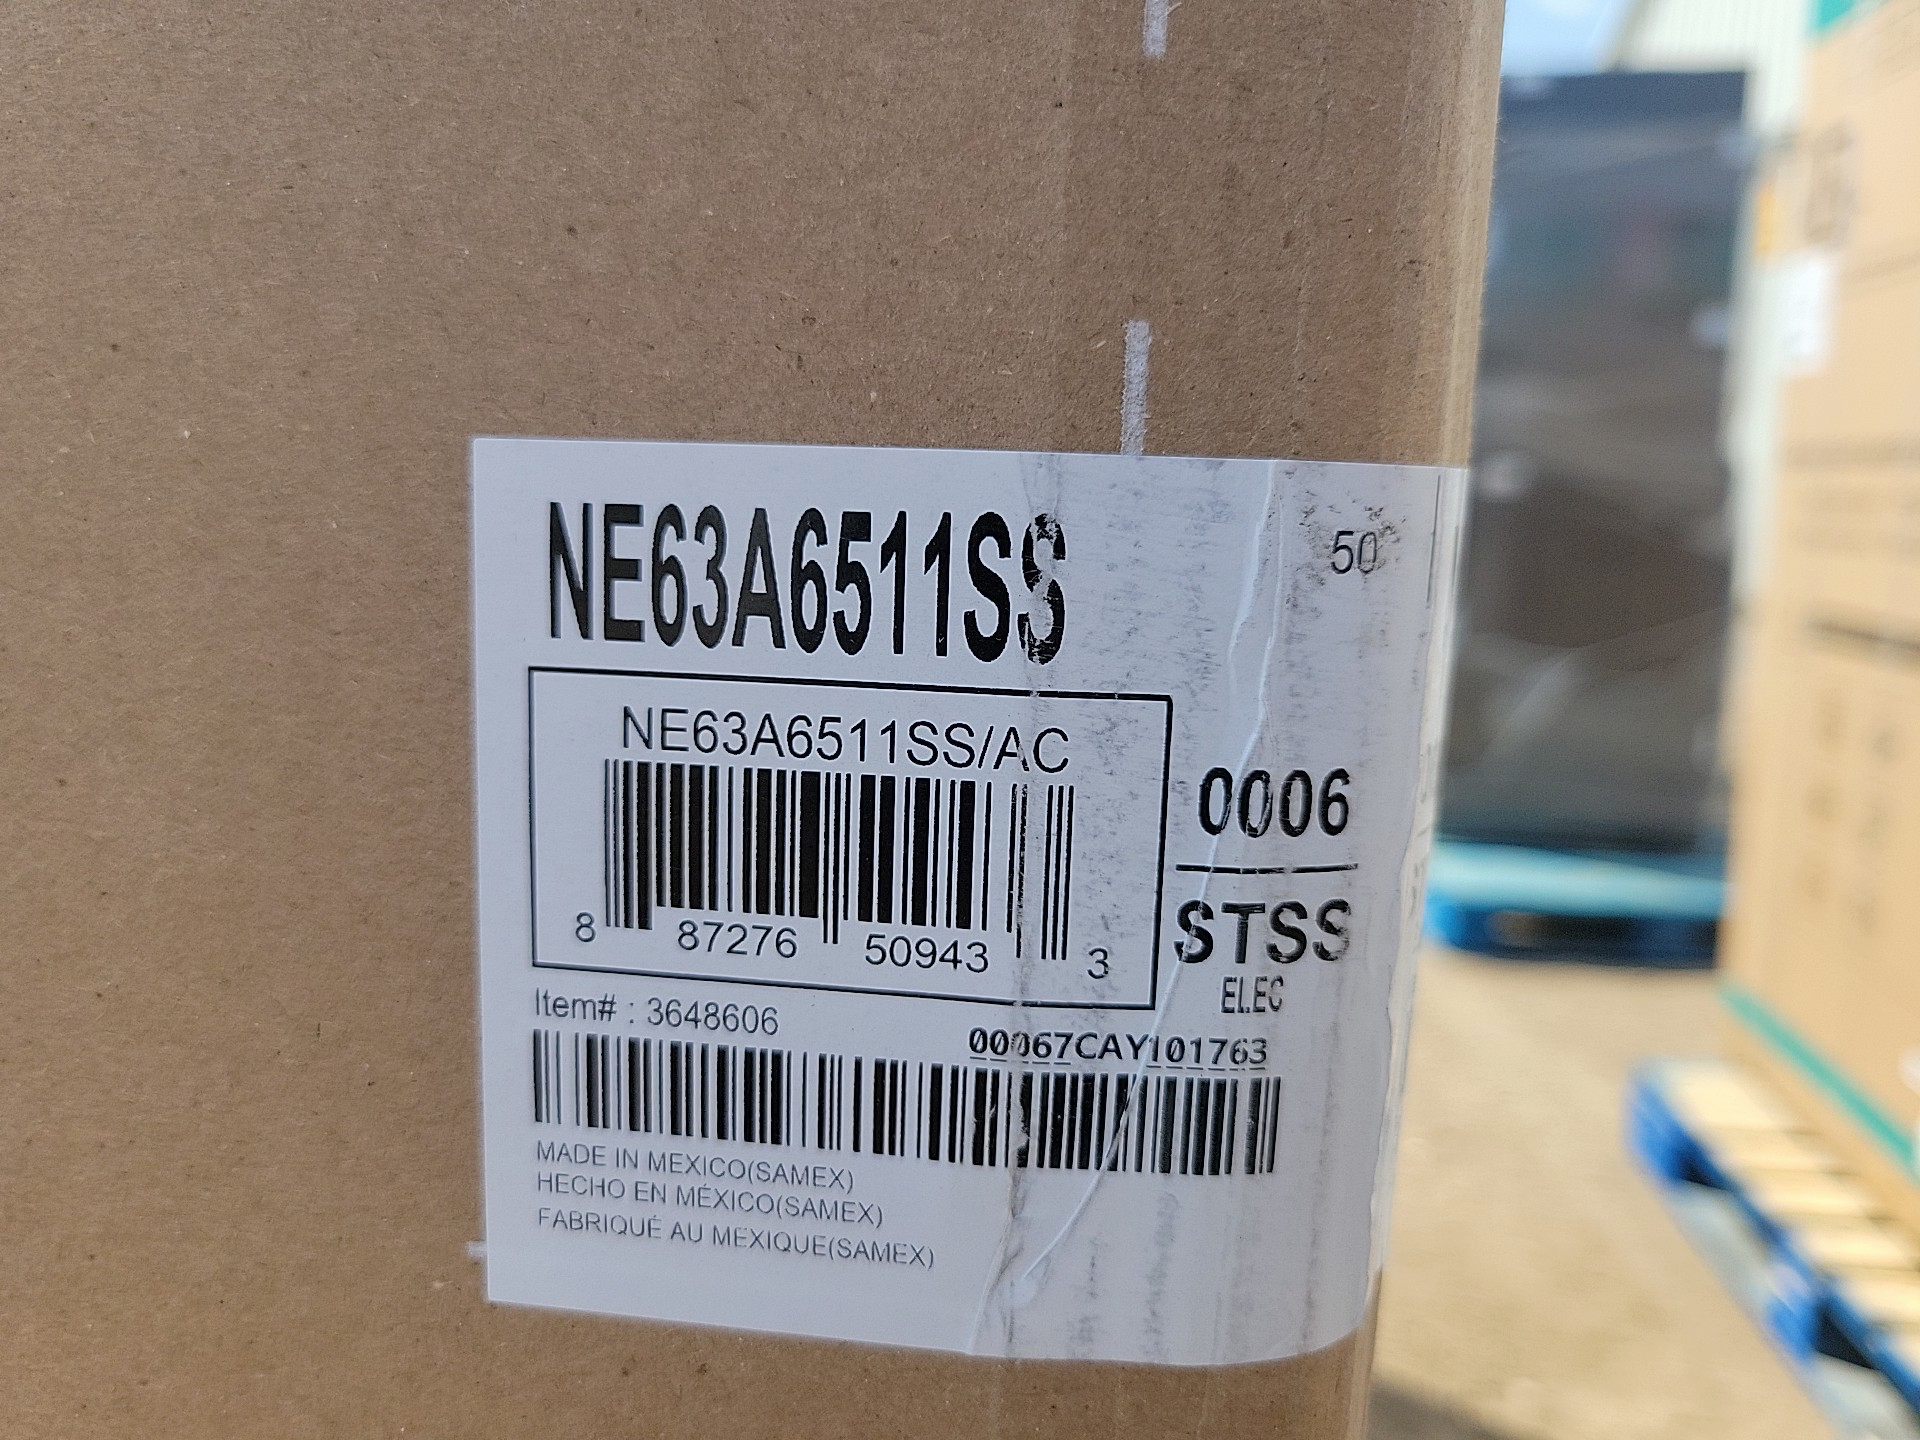 NE63A6511SS
50
NE63A6511SS/AC
8 87276 50943 3
0006
STSS
ELEC
Item# : 3648606
00067CAY101763
MADE IN MEXICO(SAMEX)
HECHO EN MÉXICO(SAMEX)
FABRIQUÉ AU MEXIQUE(SAMEX)